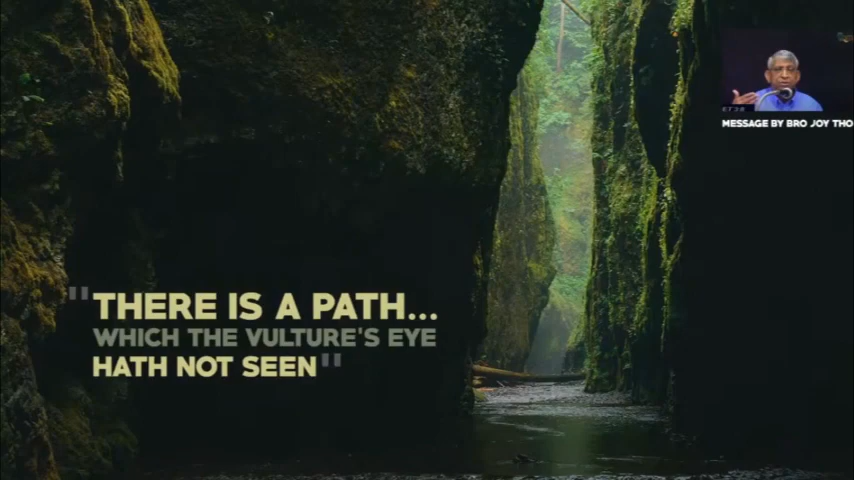 "THERE IS A PATH...
WHICH THE VULTURE'S EYE
HATH NOT SEEN"
MESSAGE BY BRO JOY THO